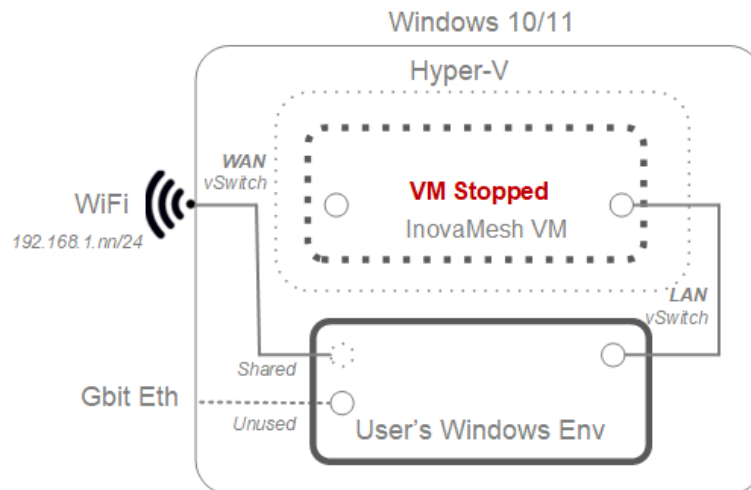 Windows 10/11
Hyper-V
WAN
vSwitch
VM Stopped
InovaMesh VM
WiFi
192.168.1.nn/24
LAN
vSwitch
Shared
Gbit Eth
Unused
User's Windows Env